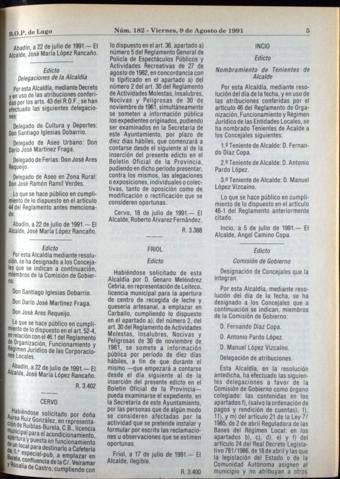 B.O.P. de Lugo
Núm. 182 - Viernes, 9 de Agosto de 1991
5
Abadín, a 22 de julio de 1991.— El
Alcalde, José María López Rancaño.
Edicto
Delegaciones de la Alcaldía
Por esta Alcaldía, mediante Decreto
y en uso de las atribuciones conferi-
das por los arts. 43 del R.O.F., se han
efectuado las siguientes delegacio-
nes:
Delegado de Cultura y Deportes:
Don Santiago Iglesias Dobarrio.
Delegado de Aseo Urbano: Don
Darío José Martínez Fraga.
Delegado de Ferias: Don José Ares
Requeijo.
Delegado de Aseo en Zona Rural:
Don José Ramón Ramil Verdes.
Lo que se hace público en cumpli-
miento de lo dispuesto en el artículo
44 del Reglamento antes menciona-
do.
Abadín, a 22 de julio de 1991.— El
Alcalde, José María López Rancaño.
Edicto
Por esta Alcaldía mediante resolu-
ción, se ha designado a los Conceja-
les que se indican a continuación,
miembros de la Comisión de Gobier-
no:
Don Santiago Iglesias Dobarrio.
Don Darío José Martínez Fraga.
Don José Ares Requeijo.
Lo que se hace público en cumpli-
miento de lo dispuesto en el art. 52-4,
en relación con el 46.1 del Reglamento
de Organización, Funcionamiento y
Régimen Jurídico de las Corporacio-
nes Locales.
Abadín, a 22 de julio de 1991.— El
Alcalde, José María López Rancaño.
R. 3.402
CERVO
Habiéndose solicitado por doña
Aurea Ruiz González, en representa-
ción de Ruiblas-Burela, C.B., licencia
municipal para el acondicionamiento,
apertura y puesta en funcionamiento
de un local para destinarlo a Cafetería
de 4.ª especial-pub, a emplazar en
Burela, confluencia de la C/. Veiramar
y Rosalía de Castro, cumpliendo con
lo dispuesto en el art. 36, apartado a)
número 5 del Reglamento General de
Policía de Espectáculos Públicos y
Actividades Recreativas de 27 de
agosto de 1982, en concordancia con
lo tipificado en el apartado a) del
número 2 del art. 30 del Reglamento
de Actividades Molestas, Insalubres,
Nocivas y Peligrosas de 30 de
noviembre de 1961, simultáneamente
se someten a información pública
los expedientes originados, pudiendo
ser examinados en la Secretaría de
este Ayuntamiento, por plazo de
diez días hábiles, que comenzará a
contarse desde el siguiente al de la
inserción del presente edicto en el
Boletín Oficial de la Provincia,
pudiendo en dicho período presentar,
contra los mismos, las alegaciones
o exposiciones, individuales o colec-
tivas, tanto de oposición como de
modificación o rectificación que se
consideren oportunas.
Cervo, 18 de julio de 1991.— El
Alcalde, Roberto Álvarez Fernández.
R. 3.388
FRIOL
Edicto
Habiéndose solicitado de esta
Alcaldía por D. Genaro Meléndrez
Cebria, en representación de Leiteco,
licencia municipal para la apertura
de centro de recogida de leche y
quesería artesanal, a emplazar en
Carballo, cumpliendo lo dispuesto
en el apartado a), del número 2, del
art. 30 del Reglamento de Actividades
Molestas, Insalubres, Nocivas y
Peligrosas de 30 de noviembre de
1961, se somete a información
pública por período de diez días
hábiles, a fin de que durante el
mismo —que empezará a contarse
desde el día siguiente al de la
inserción del presente edicto en el
Boletín Oficial de la Provincia—
pueda examinarse el expediente, en
la Secretaría de este Ayuntamiento,
por las personas que de algún modo
se consideren afectadas por la
actividad que se pretende instalar y
formular por escrito las reclamacio-
nes u observaciones que se estimen
oportunas.
Friol, a 17 de julio de 1991.— El
Alcalde, ilegible.
R. 3.400
INCIO
Edicto
Nombramiento de Tenientes de
Alcalde
Por esta Alcaldía, mediante reso-
lución del día de la fecha, y en uso de
las atribuciones conferidas por el
artículo 46 del Reglamento de Orga-
nización, Funcionamiento y Régimen
Jurídico de las Entidades Locales, se
ha nombrado Tenientes de Acalde a
los Concejales siguientes:
1.º Teniente de Alcalde: D. Fernan-
do Díaz Copa.
2.º Teniente de Alcalde: D. Antonio
Pardo López.
3.º Teniente de Alcalde: D. Manuel
López Vizcaíno.
Lo que se hace público en cumpli-
miento de lo dispuesto en el artículo
46-1 del Reglamento anteriormente
citado.
Incio, a 5 de julio de 1991.— El
Alcalde, Angel Camino Copa.
Edicto
Comisión de Gobierno
Designación de Concejales que la
integran.
Por esta Alcaldía, mediante reso-
lución del día de la fecha, se han
designado a los Concejales que a
continuación se indican, miembros
de la Comisión de Gobierno:
D. Fernando Díaz Copa.
D. Antonio Pardo López.
D. Manuel López Vizcaíno.
Delegación de atribuciones.
Esta Alcaldía, en la resolución
antedicha, ha efectuado las siguien-
tes delegaciones a favor de la
Comisión de Gobierno como órgano
colegiado: las contenidas en los
apartados f), (salvo la ordenación de
pagos y rendición de cuentas), l),
11), y m) del artículo 21 de la Ley 7/
1985, de 2 de abril Reguladora de las
Bases del Régimen Local; en los
apartados b), c), d), e) y f) del
artículo 24 del Real Decreto Legisla-
tivo 781/1986, de 18 de abril y las que
la legislación del Estado o de la
Comunidad Autónoma asignen al
municipio y no atribuyan a otros